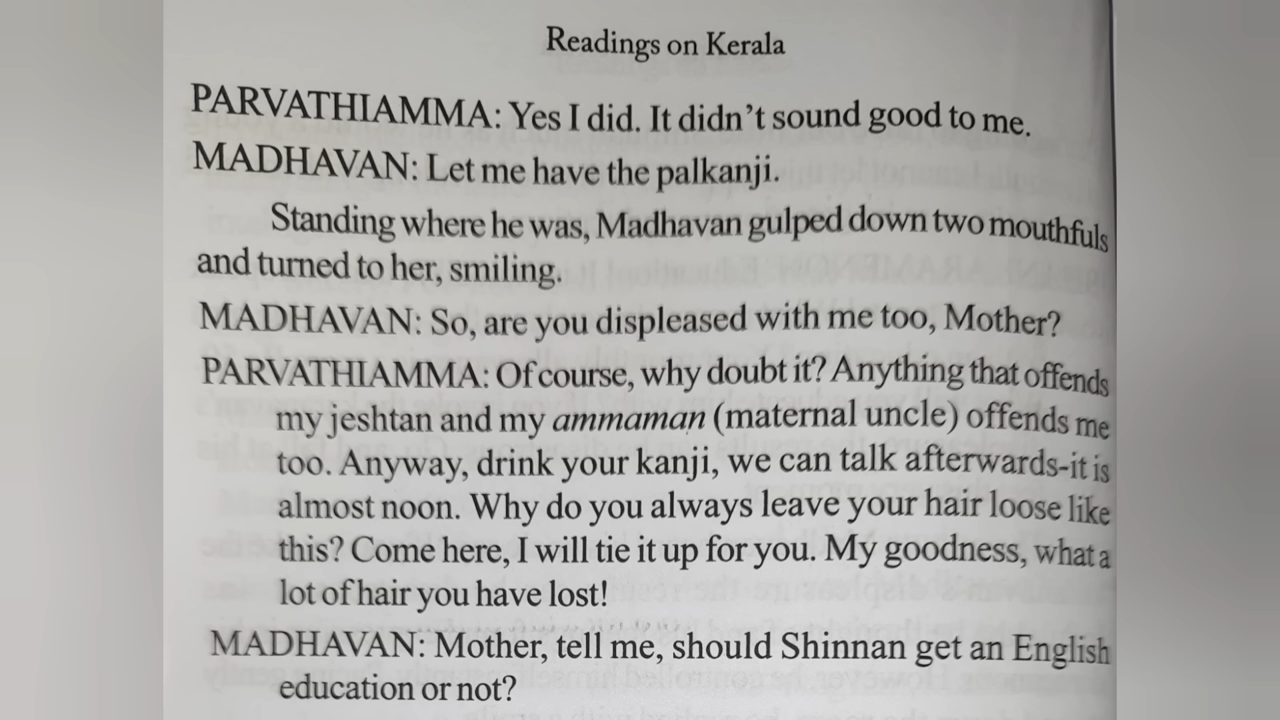 Readings on Kerala
PARVATHIAMMA: Yes I did. It didn't sound good to me.
MADHAVAN: Let me have the palkanji.
Standing where he was, Madhavan gulped down two mouthfuls
and turned to her, smiling.
MADHAVAN: So, are you displeased with me too, Mother?
PARVATHIAMMA: Of course, why doubt it? Anything that offends
my jeshtan and my ammaman (maternal uncle) offends me
too. Anyway, drink your kanji, we can talk afterwards-it is
almost noon. Why do you always leave your hair loose like
this? Come here, I will tie it up for you. My goodness, what a
lot of hair you have lost!
MADHAVAN: Mother, tell me, should Shinnan get an English
education or not?